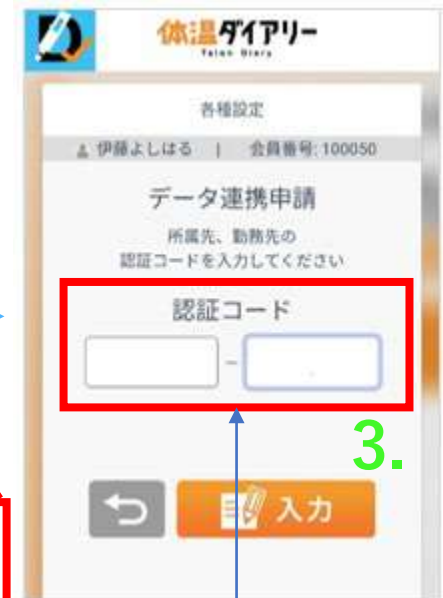 体温ダイアリー
Taion Diary
各種設定
伊藤よしはる | 会員番号: 100050
データ連携申請
所属先、勤務先の
認証コードを入力してください
認証コード
-
3.
入力